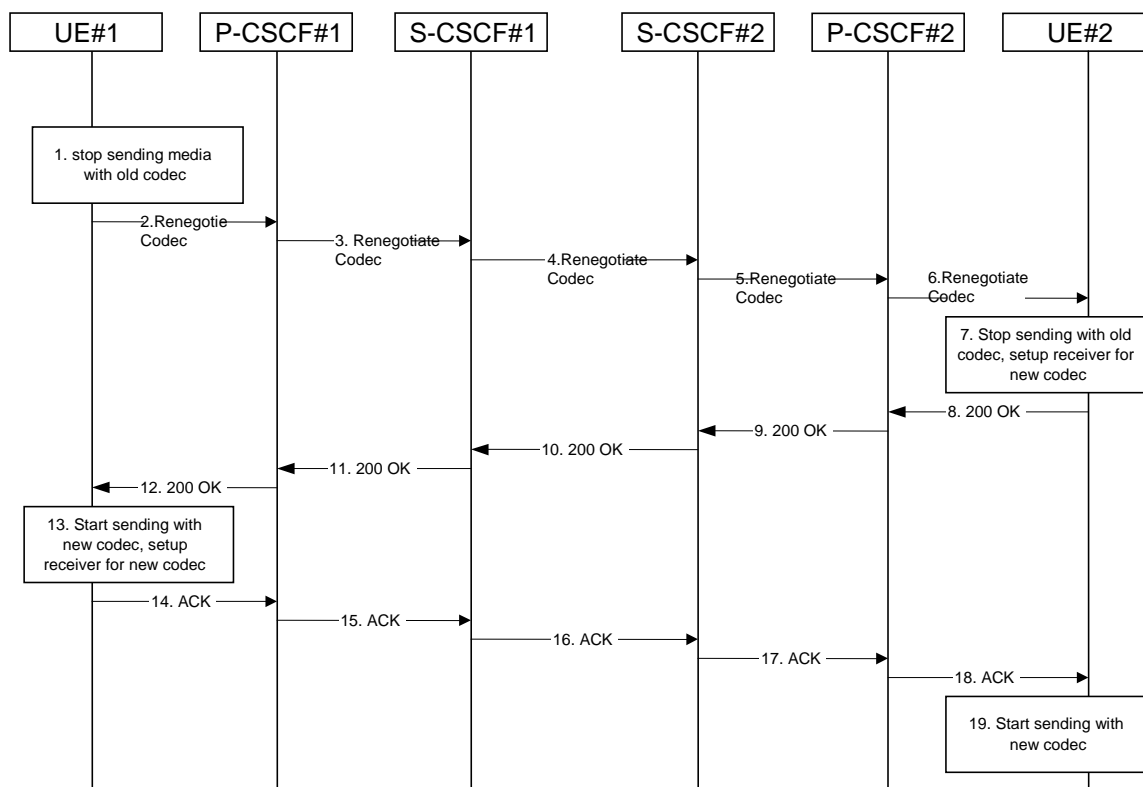 UE#1
P-CSCF#1
S-CSCF#1
S-CSCF#2
P-CSCF#2
UE#2
1. stop sending media
with old codec
2.Renegotie
Codec
3. Renegotiate
Codec
4.Renegotiate
Codec
5.Renegotiate
Codec
6.Renegotiate
Codec
7. Stop sending with old
codec, setup receiver for
new codec
8. 200 OK
9. 200 OK
10. 200 OK
11. 200 OK
12. 200 OK
13. Start sending with
new codec, setup
receiver for new codec
14. ACK
15. ACK
16. ACK
17. ACK
18. ACK
19. Start sending with
new codec